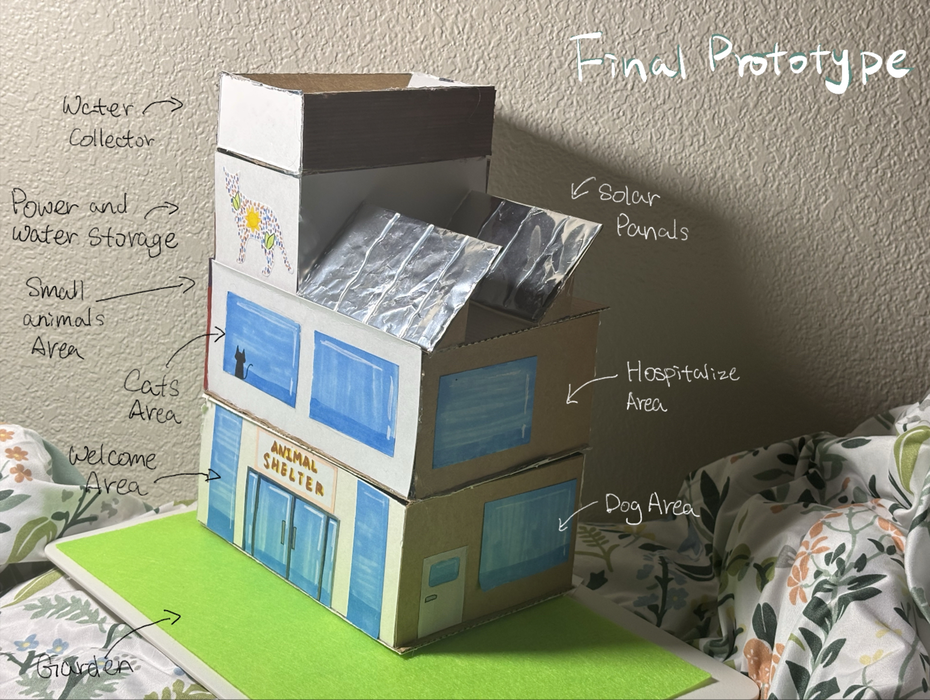 Final Prototype
Water
Collector
Power and
Water Storage
Small
animals
Area
Cats
Area
Welcome
Area
Garden
ANIMAL
SHELTER
Solar
Panals
Hospitalize
Area
Dog Area